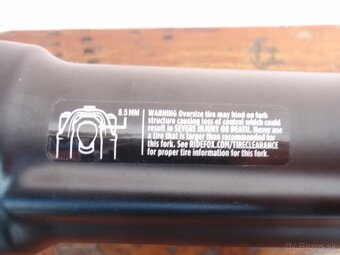 8.5 MM
WARNING Oversize tire may bind on fork
structure causing loss of control which could
result in SEVERE INJURY OR DEATH. Never use
a tire that is larger than recommended for
this fork. See RIDEFOX.COM/TIRECLEARANCE
for proper tire information for this fork.